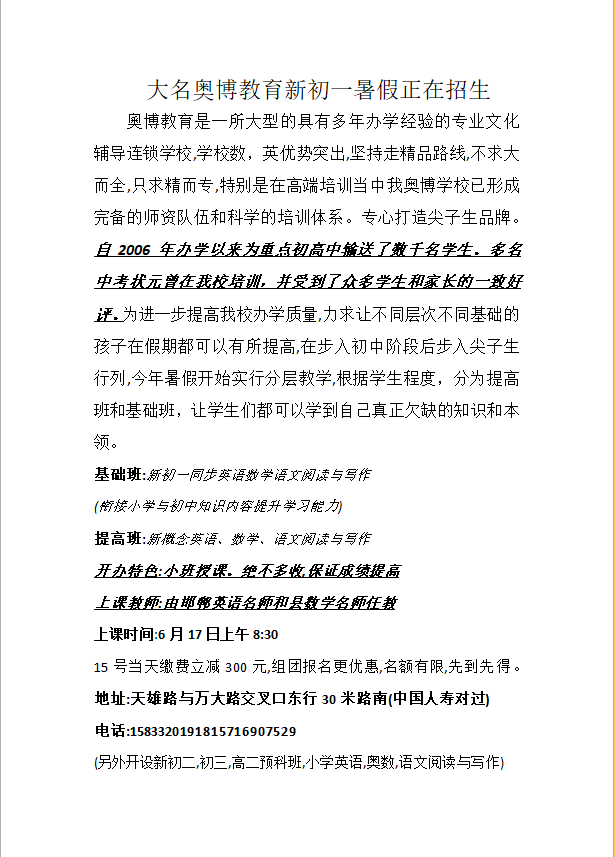 大名奥博教育新初一暑假正在招生
奥博教育是一所大型的具有多年办学经验的专业文化
辅导连锁学校,学校数，英优势突出,坚持走精品路线,不求大
而全,只求精而专,特别是在高端培训当中我奥博学校已形成
完备的师资队伍和科学的培训体系。专心打造尖子生品牌。
自 2006 年办学以来为重点初高中输送了数千名学生。多名
中考状元曾在我校培训，并受到了众多学生和家长的一致好
评。为进一步提高我校办学质量,力求让不同层次不同基础的
孩子在假期都可以有所提高,在步入初中阶段后步入尖子生
行列,今年暑假开始实行分层教学,根据学生程度，分为提高
班和基础班，让学生们都可以学到自己真正欠缺的知识和本
领。
基础班:新初一同步英语数学语文阅读与写作
(衔接小学与初中知识内容提升学习能力)
提高班:新概念英语、数学、语文阅读与写作
开办特色:小班授课。绝不多收,保证成绩提高
上课教师:由邯郸英语名师和县数学名师任教
上课时间:6 月 17 日上午 8:30
15 号当天缴费立减 300 元,组团报名更优惠,名额有限,先到先得。
地址:天雄路与万大路交叉口东行 30 米路南(中国人寿对过)
电话:1583320191815716907529
(另外开设新初二,初三,高二预科班,小学英语,奥数,语文阅读与写作)